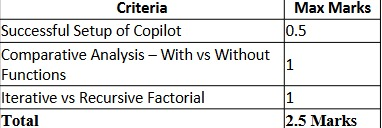 Criteria Max Marks
Successful Setup of Copilot 0.5
Comparative Analysis – With vs Without
Functions 1
Iterative vs Recursive Factorial 1
Total 2.5 Marks